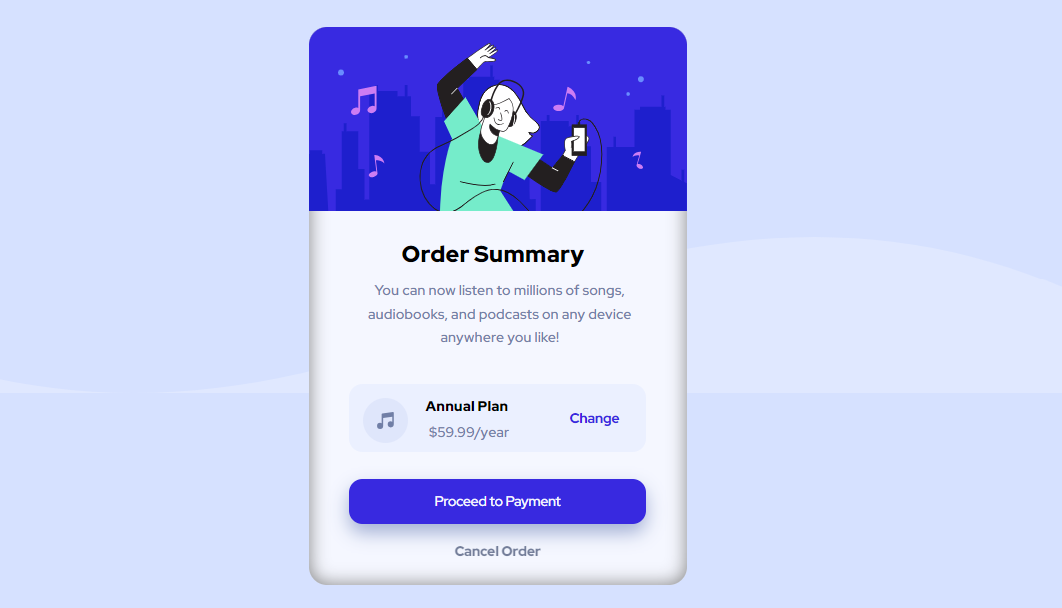 Order Summary
You can now listen to millions of songs,
audiobooks, and podcasts on any device
anywhere you like!
Annual Plan
$59.99/year
Change
Proceed to Payment
Cancel Order